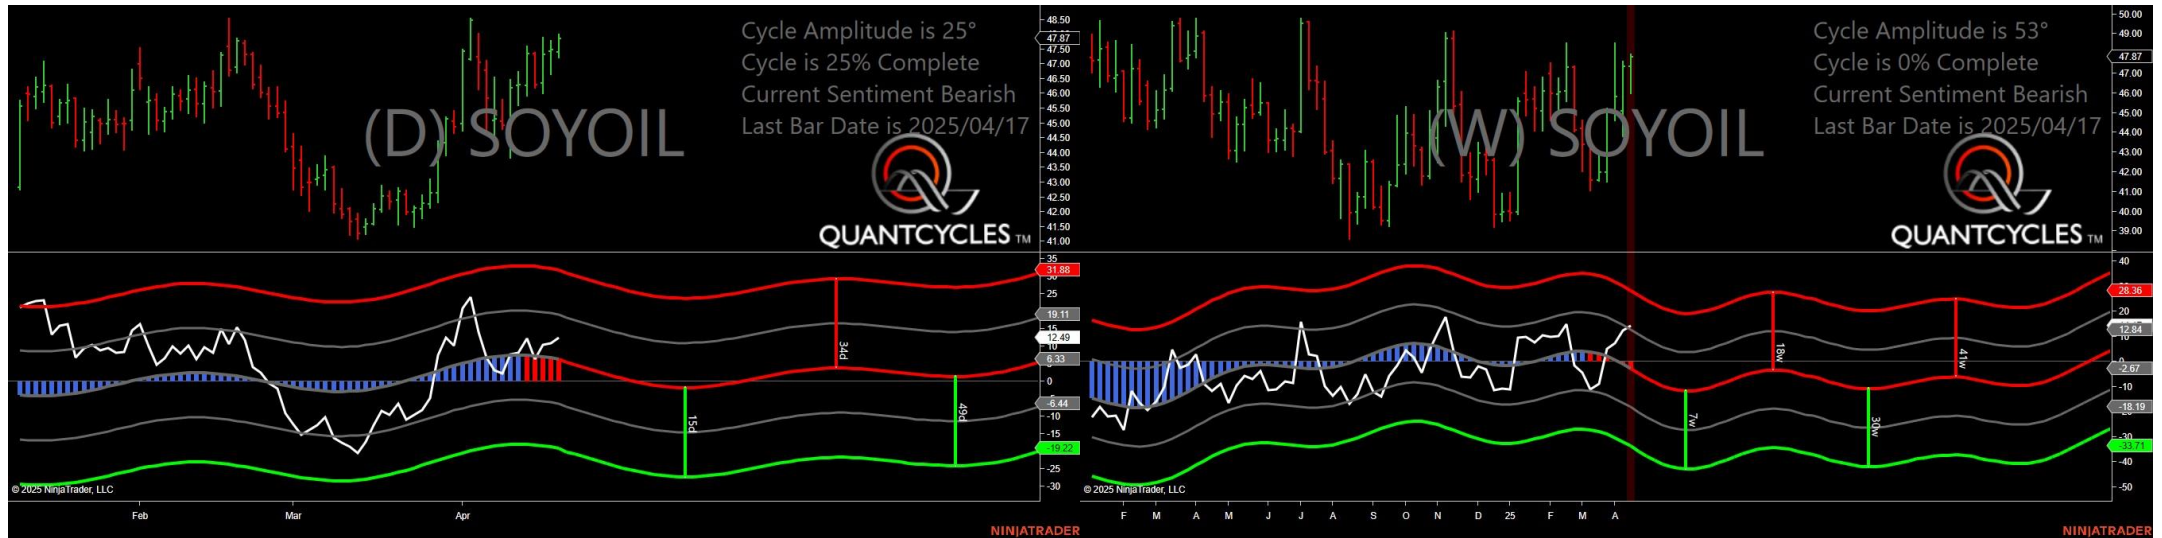 (D) SOYOIL
Cycle Amplitude is 25°
Cycle is 25% Complete
Current Sentiment Bearish
Last Bar Date is 2025/04/17
QUANTCYCLES TM
48.50
47.87
47.50
47.00
46.50
46.00
45.50
45.00
44.50
44.00
43.50
43.00
42.50
42.00
41.50
41.00
35
31.88
25
19.11
15
12.49
10
6.33
0
-6.44
-10
-15
-19.22
-25
-30
15d
34d
49d
© 2025 NinjaTrader, LLC
Feb Mar Apr
NINJATRADER
(W) SOYOIL
Cycle Amplitude is 53°
Cycle is 0% Complete
Current Sentiment Bearish
Last Bar Date is 2025/04/17
QUANTCYCLES TM
50.00
49.00
47.87
47.00
46.00
45.00
44.00
43.00
42.00
41.00
40.00
39.00
40
28.36
20
12.84
0
-2.67
-10
-18.19
-33.71
-40
-50
7w
18w
30w
41w
© 2025 NinjaTrader, LLC
F M A M J J A S O N D 25 F M A
NINJATRADER